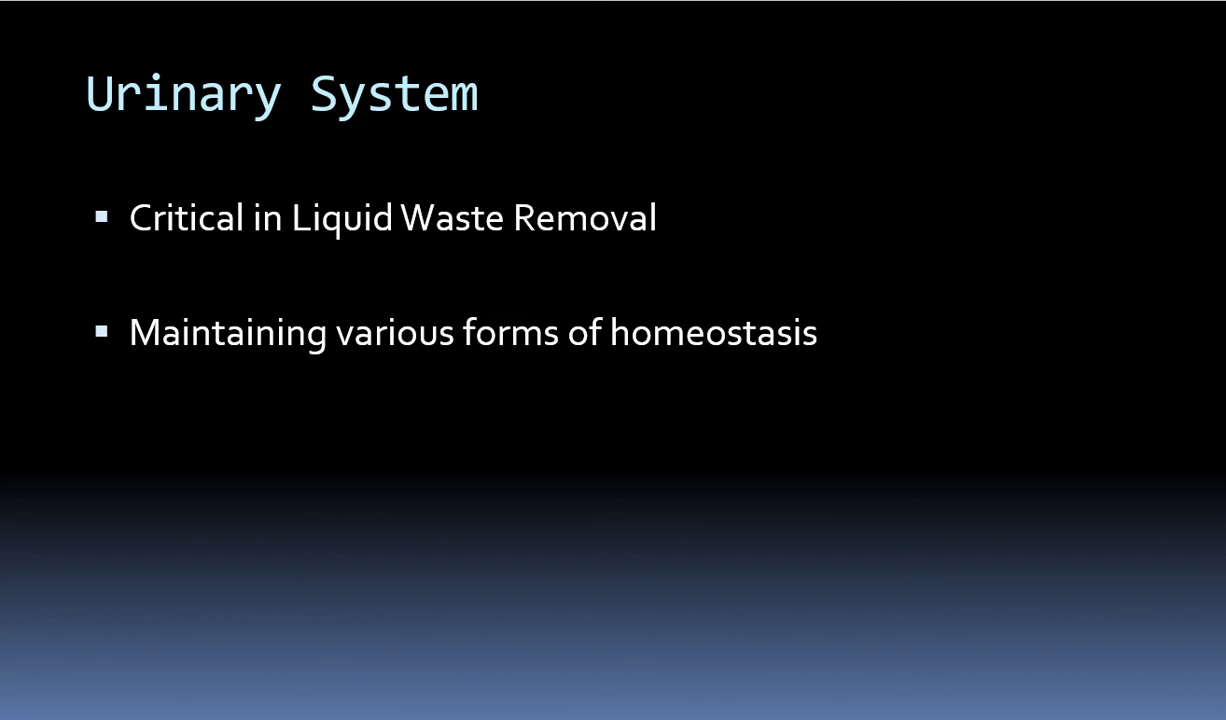 Urinary System
Critical in Liquid Waste Removal
Maintaining various forms of homeostasis